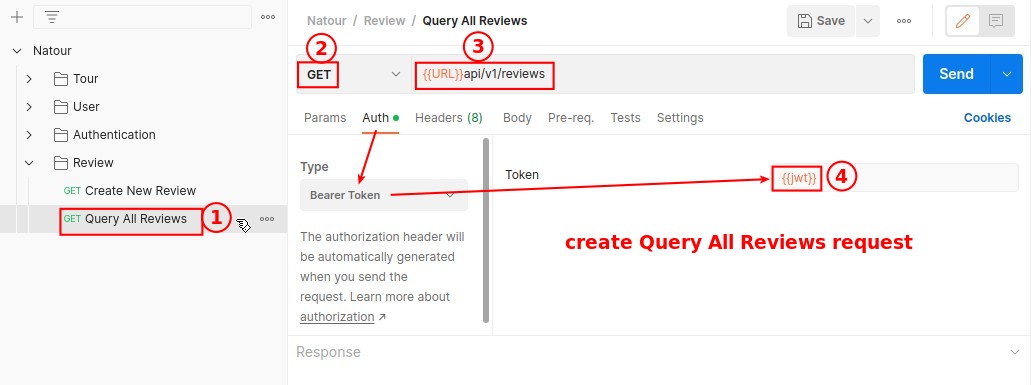 Natour / Review / Query All Reviews
Save
Natour
Tour
User
Authentication
Review
GET Create New Review
GET Query All Reviews
1
2
3
GET
{{URL}}api/v1/reviews
Send
Params Auth Headers (8) Body Pre-req. Tests Settings Cookies
Type
Bearer Token
The authorization header will
be automatically generated
when you send the
request. Learn more about
authorization ↗
Token
{{jwt}}
4
create Query All Reviews request
Response